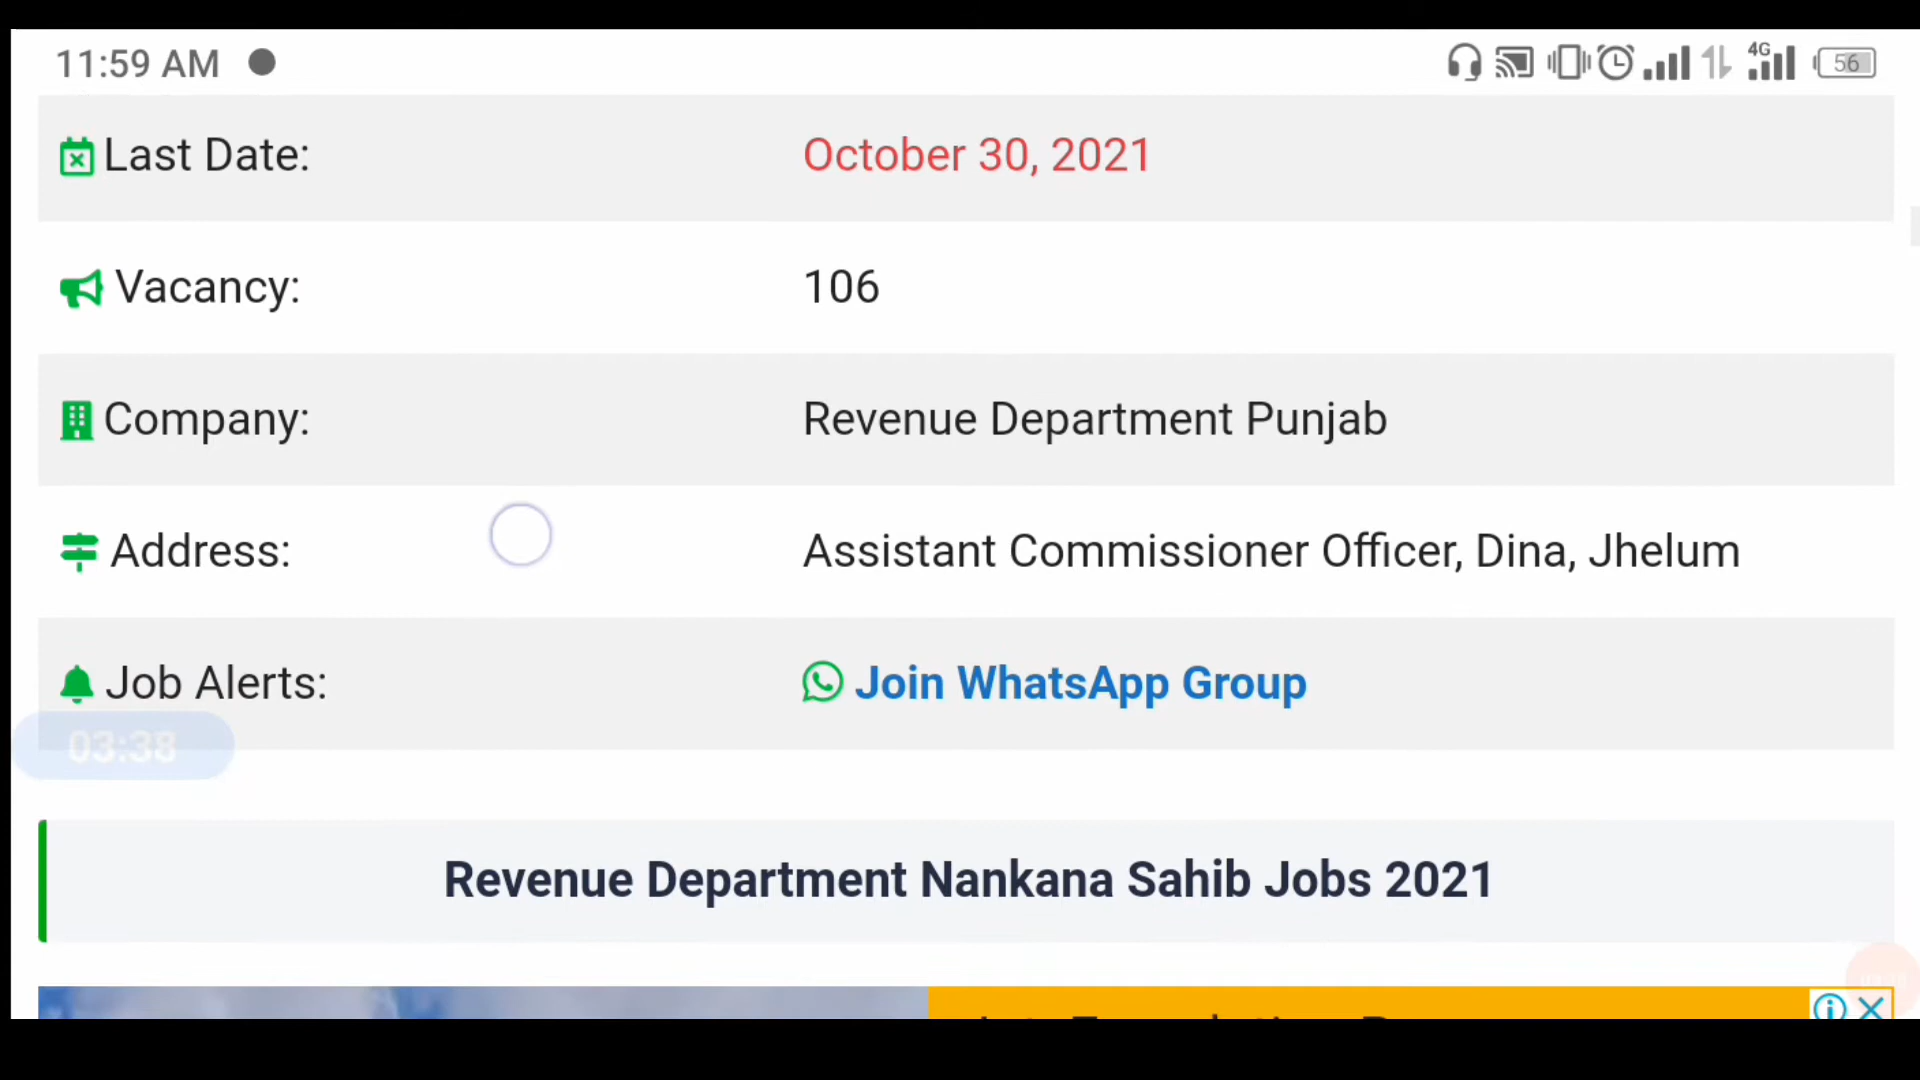 11:59 AM
4G
56
Last Date: October 30, 2021
Vacancy: 106
Company: Revenue Department Punjab
Address: Assistant Commissioner Officer, Dina, Jhelum
Job Alerts: Join WhatsApp Group
03:38
Revenue Department Nankana Sahib Jobs 2021